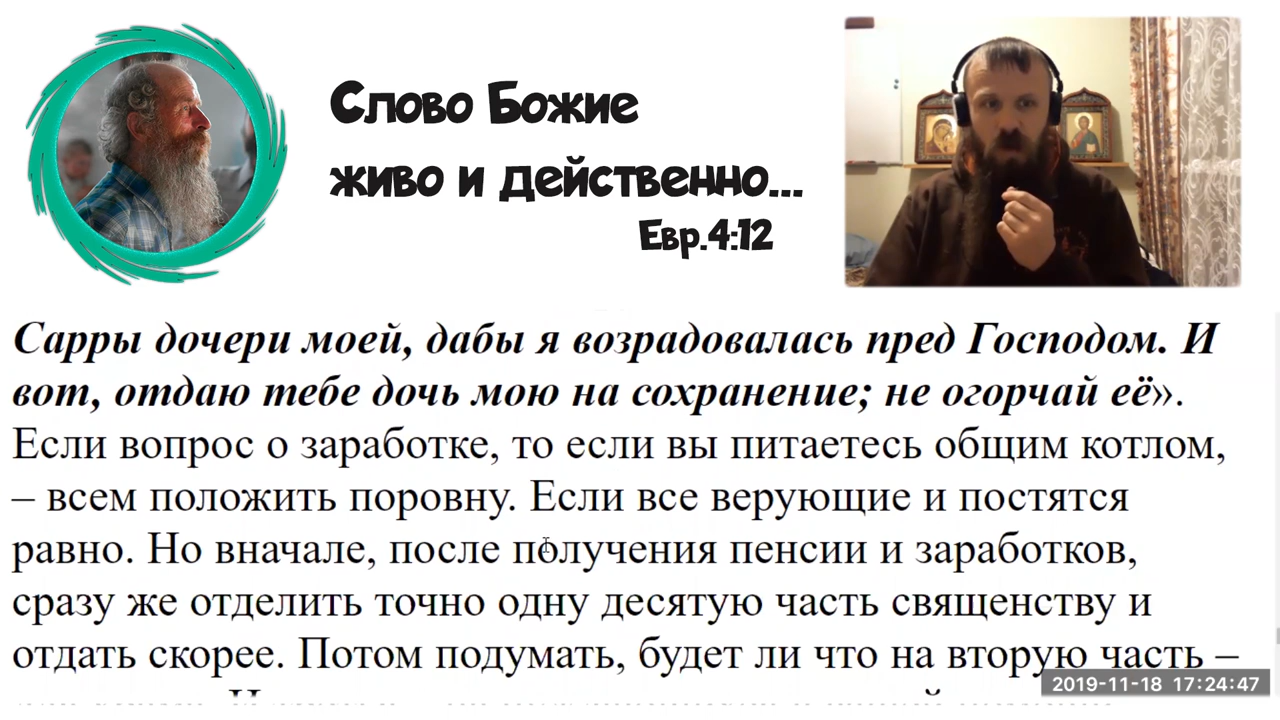 Слово Божие
живо и действенно...
Евр.4:12
Сарры дочери моей, дабы я возрадовалась пред Господом. И
вот, отдаю тебе дочь мою на сохранение; не огорчай её».
Если вопрос о заработке, то если вы питаетесь общим котлом,
– всем положить поровну. Если все верующие и постятся
равно. Но вначале, после получения пенсии и заработков,
сразу же отделить точно одну десятую часть священству и
отдать скорее. Потом подумать, будет ли что на вторую часть –
2019-11-18 17:24:47